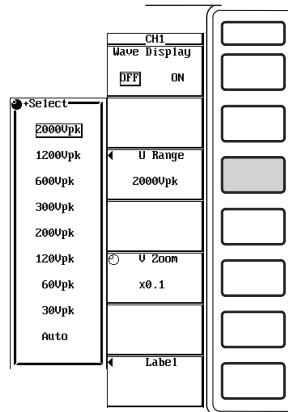 CH1
Wave Display
OFF ON
+Select
2000Vpk
1200Vpk
600Vpk
300Vpk
200Vpk
120Vpk
60Vpk
30Vpk
Auto
U Range
2000Vpk
V Zoom
x0.1
Label